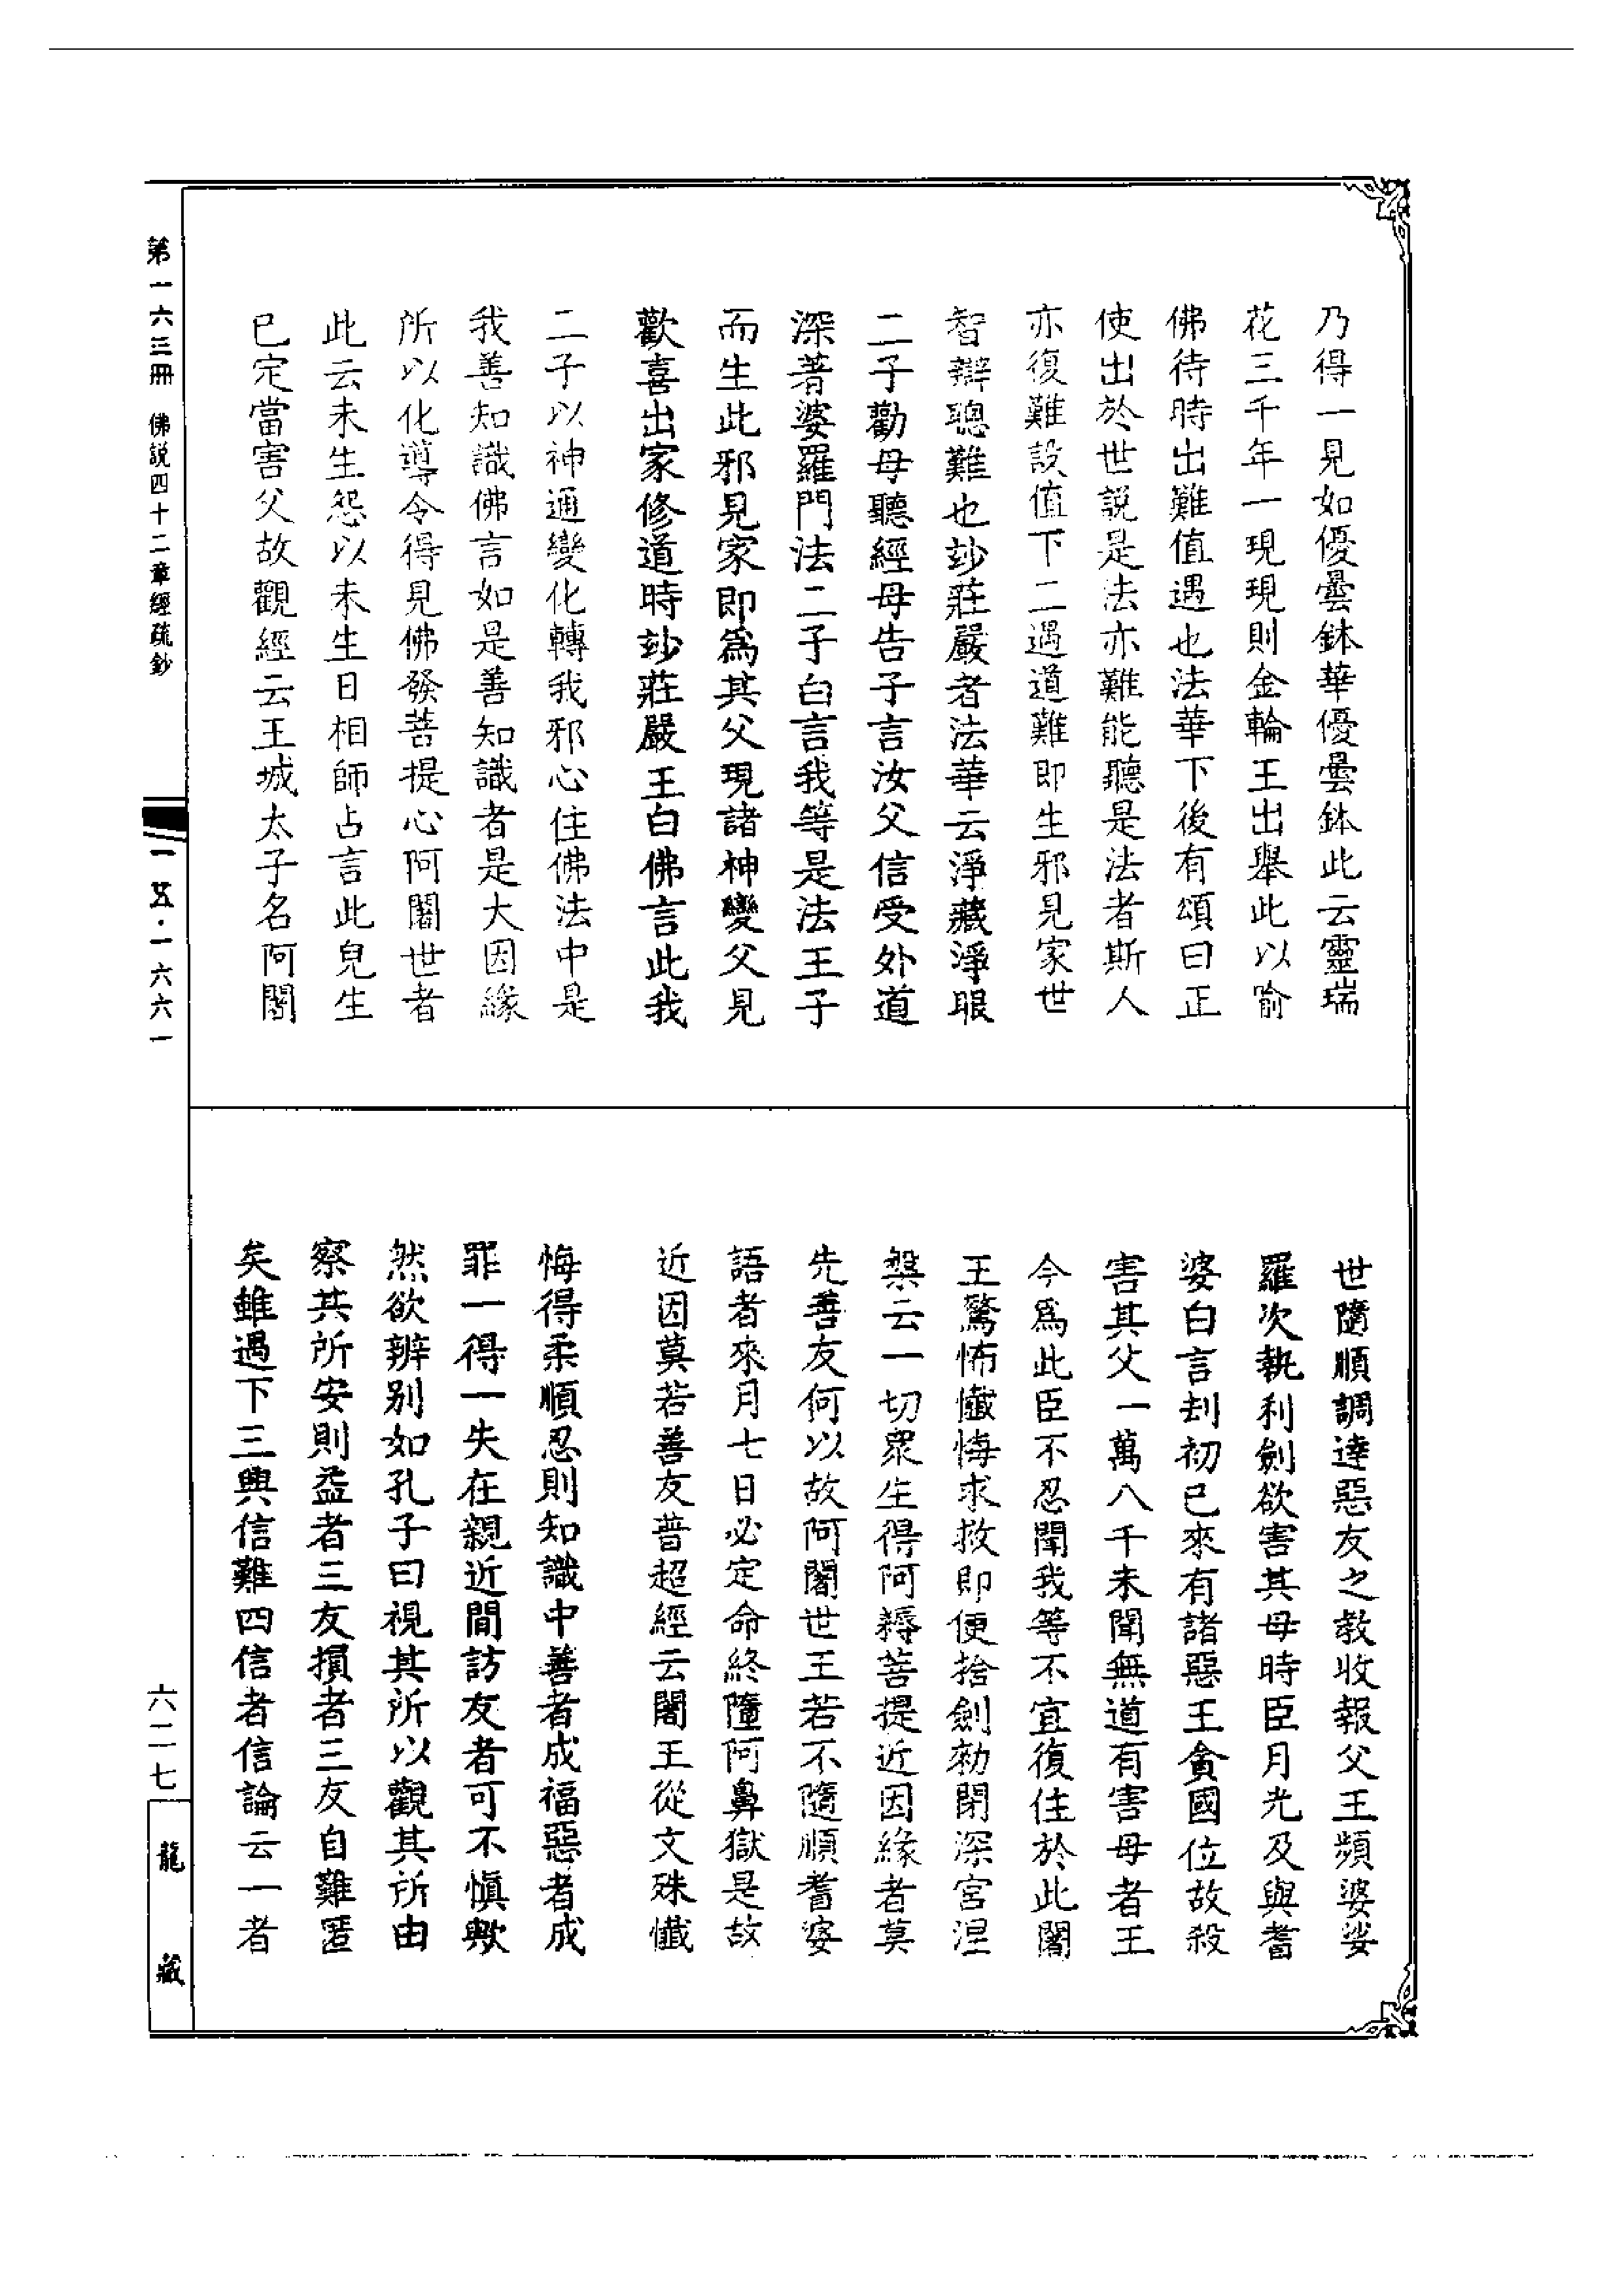 乃得一見如優曇鉢華優曇鉢此云靈瑞
花三千年一現現則金輪王出舉此以喻
佛待時出難值遇也法華下後有頌曰正
使出於世說是法亦難能聽是法者斯人
亦復難設值下二遇道難即生邪見家世
智辯聰難也玅莊嚴者法華云淨藏淨眼
二子勸母聽經母告子言汝父信受外道
深著婆羅門法二子白言我等是法王子
而生此邪見家即為其父現諸神變父見
歡喜出家修道時玅莊嚴王白佛言此我
二子以神通變化轉我邪心住佛法中是
我善知識佛言如是善知識者是大因緣
所以化導令得見佛發菩提心阿闍世者
此云未生怨以未生日相師占言此兒生
已定當害父故觀經云王城太子名阿闍
世隨順調達惡友之教收報父王頻婆娑
羅次執利劍欲害其母時臣月光及與耆
婆白言刦初已來有諸惡王貪國位故殺
害其父一萬八千未聞無道有害母者王
今爲此臣不忍聞我等不宜復住於此闍
王驚怖懺悔求救即便捨劍勑閉深宮涅
槃云一切眾生得阿耨菩提近因緣者莫
先善友何以故阿闍世王若不隨順耆婆
語者來月七日必定命終墮阿鼻獄是故
近因莫若善友普超經云闍王從文殊懺
悔得柔順忍則知識中善者成福惡者成
罪一得一失在親近間訪友者可不慎歟
然欲辨别如孔子曰視其所以觀其所由
察其所安則益者三友損者三友自難匿
矣雖遇下三興信難四信者信論云一者
第一六三冊 佛説四十二章經疏鈔
一一五·一六六一
六二七
龍藏